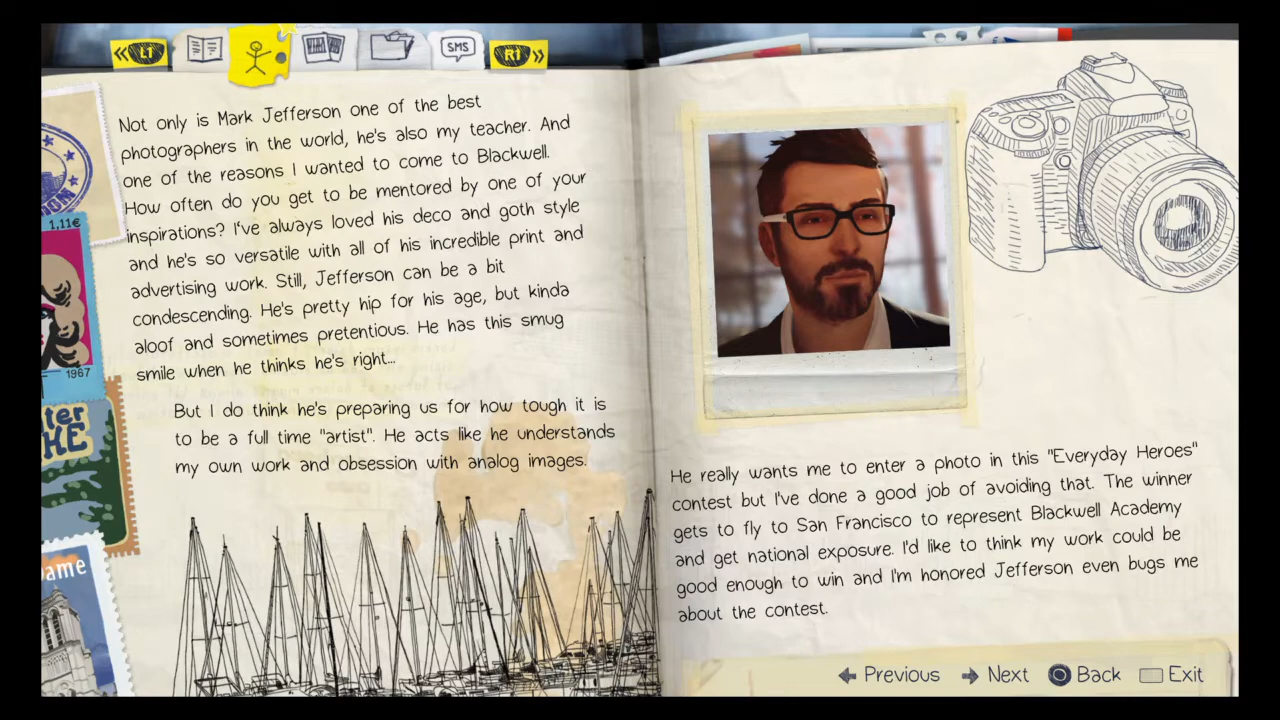 L1
SMS
R1
Not only is Mark Jefferson one of the best
photographers in the world, he's also my teacher. And
one of the reasons I wanted to come to Blackwell.
How often do you get to be mentored by one of your
inspirations? I've always loved his deco and goth style
and he's so versatile with all of his incredible print and
advertising work. Still, Jefferson can be a bit
condescending. He's pretty hip for his age, but kinda
aloof and sometimes pretentious. He has this smug
smile when he thinks he's right...
But I do think he's preparing us for how tough it is
to be a full time "artist". He acts like he understands
my own work and obsession with analog images.
1,11€
1967
He really wants me to enter a photo in this "Everyday Heroes"
contest but I've done a good job of avoiding that. The winner
gets to fly to San Francisco to represent Blackwell Academy
and get national exposure. I'd like to think my work could be
good enough to win and I'm honored Jefferson even bugs me
about the contest.
Previous Next Back Exit